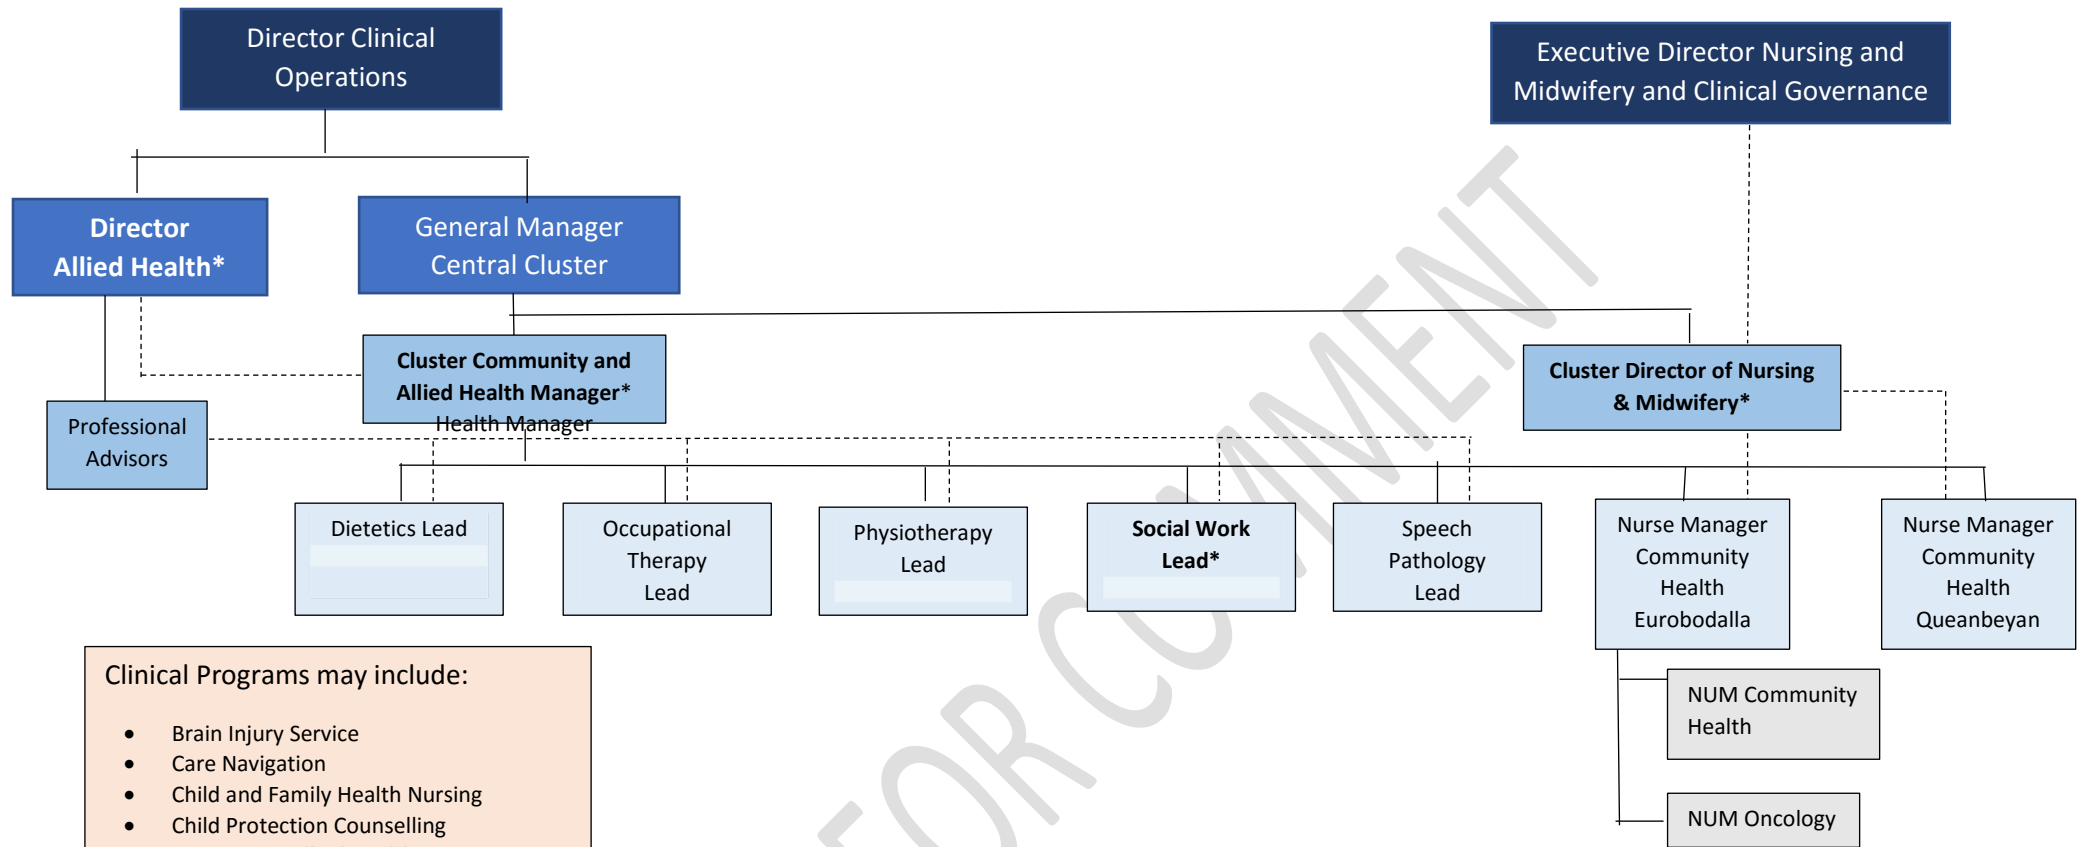 Director Clinical
Operations
Executive Director Nursing and
Midwifery and Clinical Governance
Director
Allied Health*
General Manager
Central Cluster
Cluster Community and
Allied Health Manager*
Health Manager
Cluster Director of Nursing
& Midwifery*
Professional
Advisors
Dietetics Lead
Occupational
Therapy
Lead
Physiotherapy
Lead
Social Work
Lead*
Speech
Pathology
Lead
Nurse Manager
Community
Health
Eurobodalla
Nurse Manager
Community
Health
Queanbeyan
NUM Community
Health
NUM Oncology
Clinical Programs may include:
• Brain Injury Service
• Care Navigation
• Child and Family Health Nursing
• Child Protection Counselling
FOR COMMENT